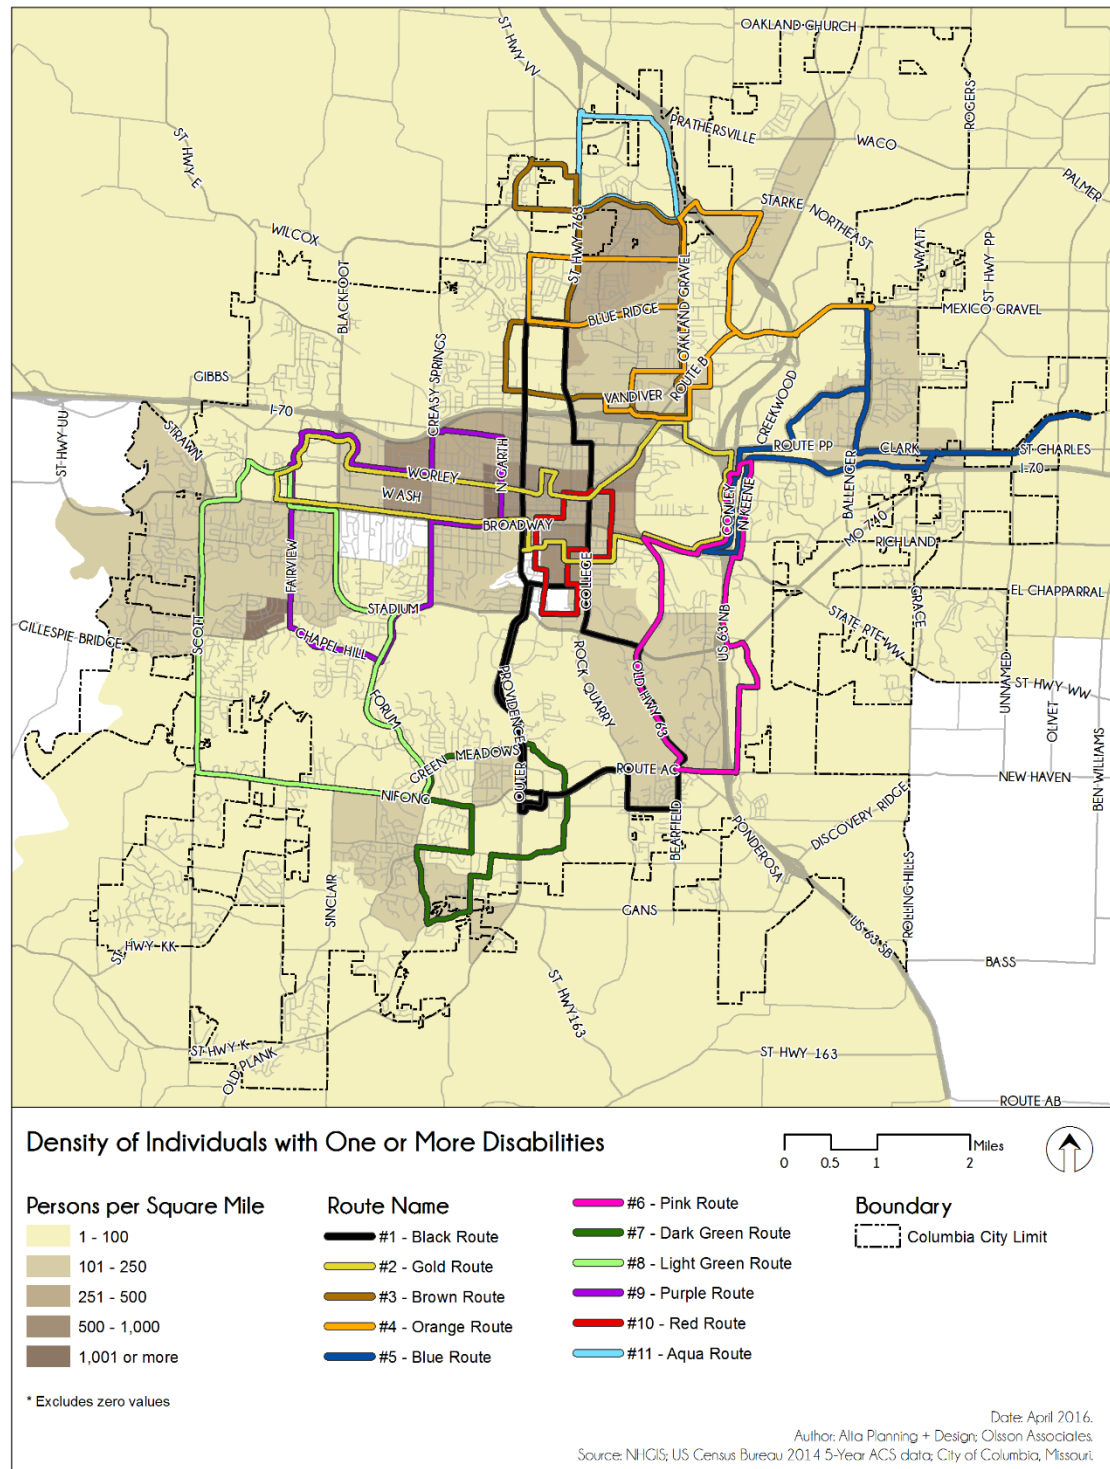 OAKLAND CHURCH
ST HWY VV
ROGERS
PRATHERSVILLE
WACO
ST HWY E
PALMER
STARKE NORTHEAST
WILCOX
ST HWY 763
WYATT
ST HWY PP
BLACKFOOT
OAKLAND GRAVEL
MEXICO GRAVEL
BLUE RIDGE
CREASY SPRINGS
GIBBS
ROUTE B
VANDIVER
I-70
CREEKWOOD
ST HWY UU
STRAWN
ROUTE PP
CLARK
ST CHARLES
I-70
WORLEY
N GARTH
BALLENGER
CONLEY
N KEENE
W ASH
BROADWAY
MO 740
RICHLAND
FAIRVIEW
COLLEGE
EL CHAPPARAL
STADIUM
GRACE
US 63 NB
STATE RTE WW
GILLESPIE BRIDGE
SCOTT
CHAPEL HILL
ROCK QUARRY
OLD HWY 63
UNNAMED
ST HWY WW
PROVIDENCE
FORUM
OLIVET
BEN WILLIAMS
GREEN MEADOWS
OUTER
ROUTE AC
NEW HAVEN
NIFONG
DISCOVERY RIDGE
BEARFIELD
PONDEROSA
SINCLAIR
GANS
ROLLING HILLS
US 63 SB
ST HWY KK
BASS
ST HWY163
ST HWY K
OLD PLANK
ST HWY 163
ROUTE AB
Density of Individuals with One or More Disabilities
Miles
0 0.5 1 2
Persons per Square Mile
1 - 100
101 - 250
251 - 500
500 - 1,000
1,001 or more
* Excludes zero values
Route Name
#1 - Black Route
#2 - Gold Route
#3 - Brown Route
#4 - Orange Route
#5 - Blue Route
#6 - Pink Route
#7 - Dark Green Route
#8 - Light Green Route
#9 - Purple Route
#10 - Red Route
#11 - Aqua Route
Boundary
Columbia City Limit
Date: April 2016.
Author: Alta Planning + Design; Olsson Associates.
Source: NHGIS; US Census Bureau 2014 5-Year ACS data; City of Columbia, Missouri.